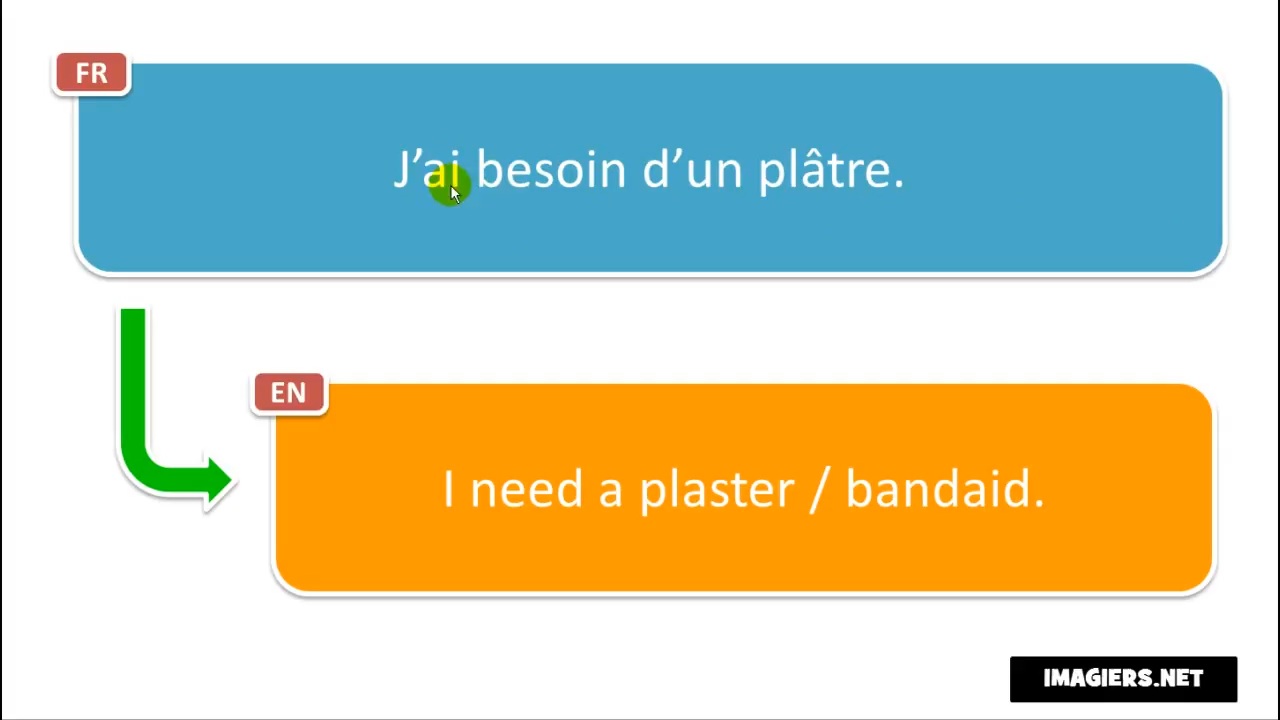 FR
J’ai besoin d’un plâtre.
EN
I need a plaster / bandaid.
IMAGIERS.NET